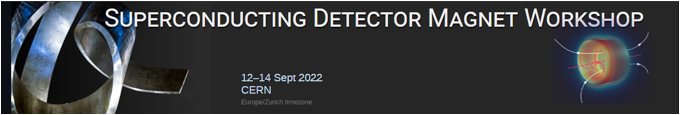 Superconducting Detector Magnet Workshop
12–14 Sept 2022
CERN
Europe/Zurich timezone